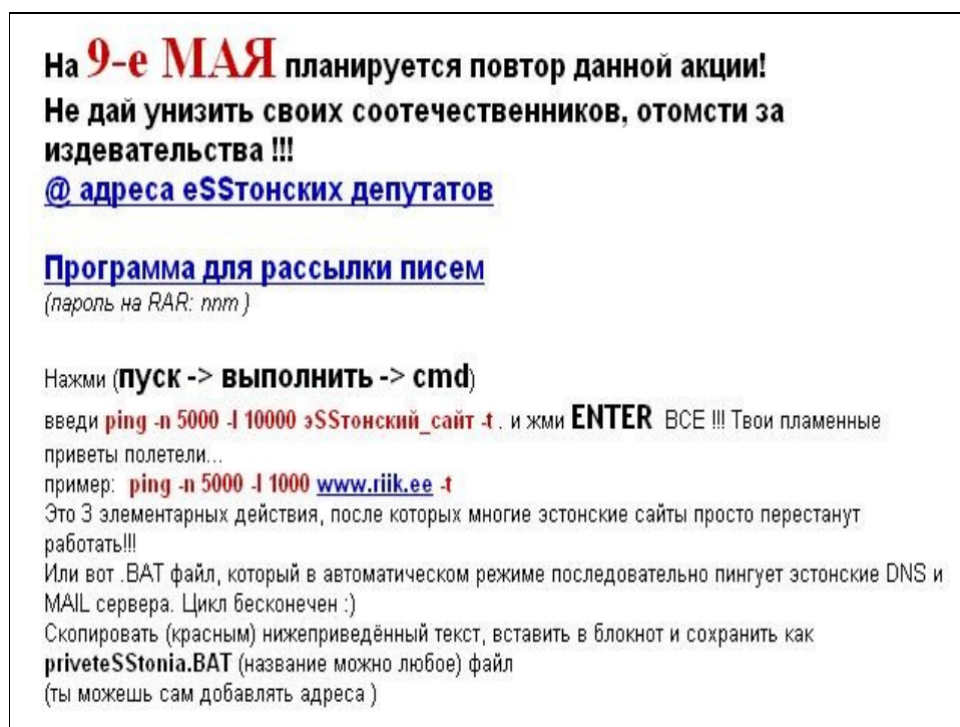 На 9-е МАЯ планируется повтор данной акции!
Не дай унизить своих соотечественников, отомсти за
издевательства !!!
@ адреса еSSтонских депутатов
Программа для рассылки писем
(пароль на RAR: nnm )
Нажми (пуск -> выполнить -> cmd)
введи ping -n 5000 -l 10000 эSSтонский_сайт -t . и жми ENTER ВСЕ !!! Твои пламенные
приветы полетели...
пример: ping -n 5000 -l 1000 www.riik.ee -t
Это 3 элементарных действия, после которых многие эстонские сайты просто перестанут
работать!!!
Или вот .BAT файл, который в автоматическом режиме последовательно пингует эстонские DNS и
MAIL сервера. Цикл бесконечен :)
Скопировать (красным) нижеприведённый текст, вставить в блокнот и сохранить как
priveteSStonia.BAT (название можно любое) файл
(ты можешь сам добавлять адреса )